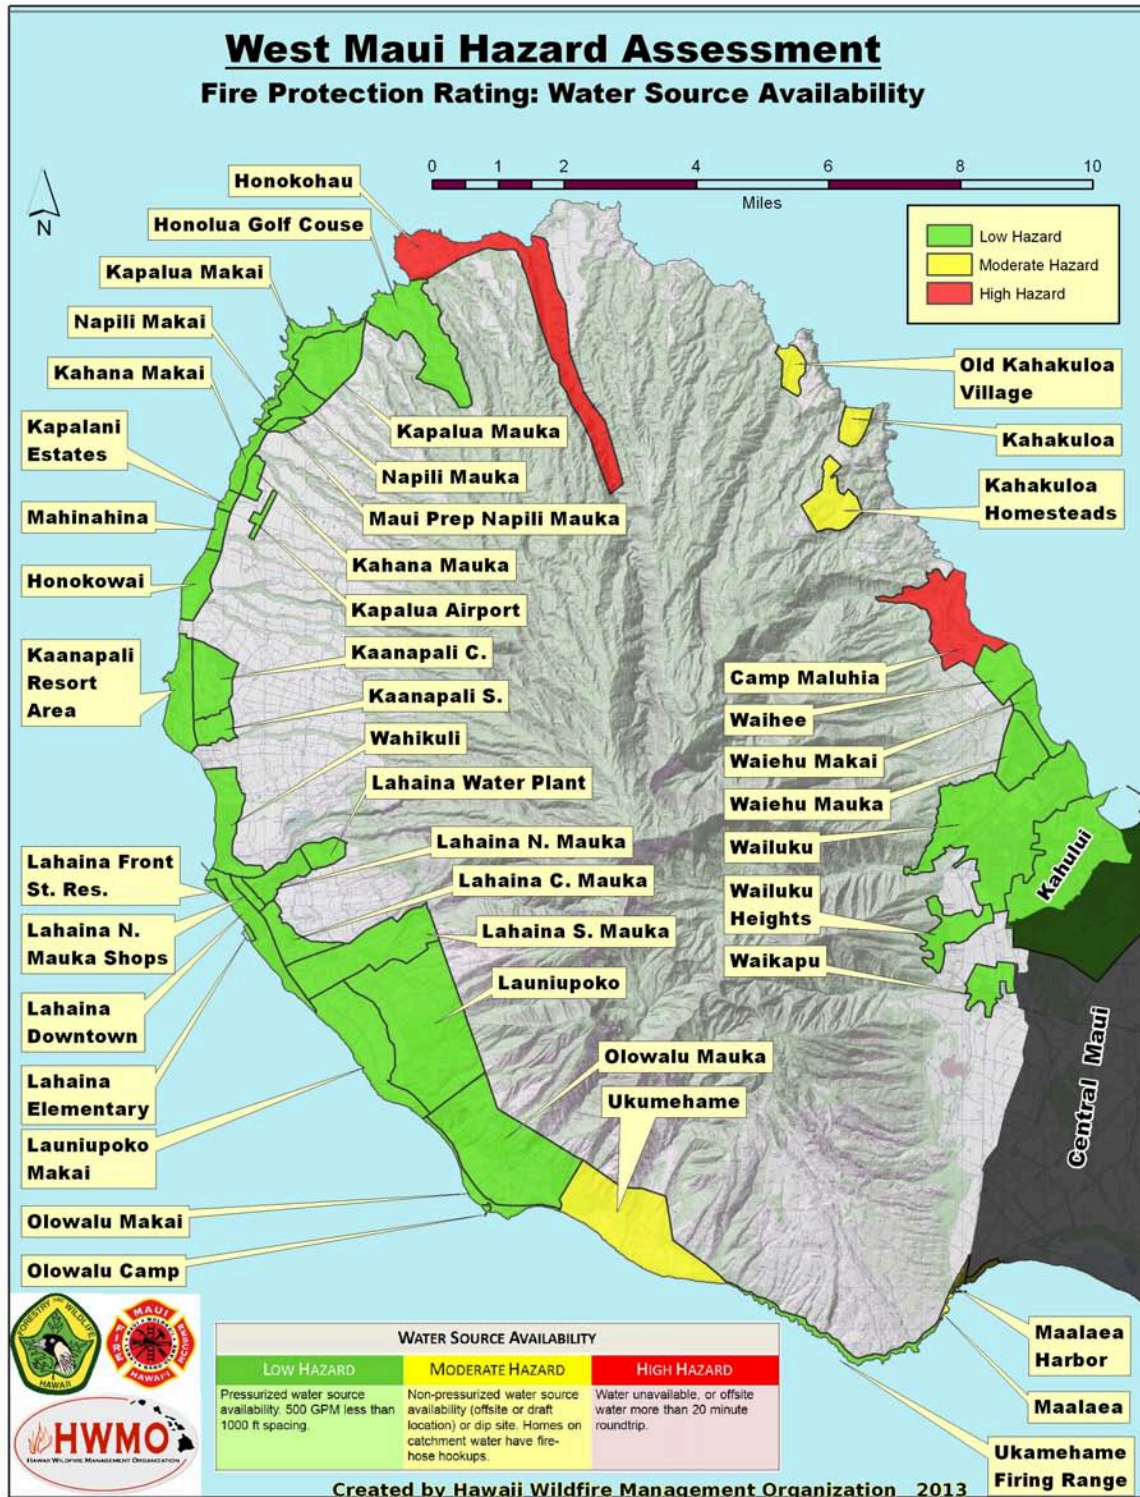 West Maui Hazard Assessment
Fire Protection Rating: Water Source Availability
0 1 2 4 6 8 10
Miles
N
Low Hazard
Moderate Hazard
High Hazard
Honokohau
Honolua Golf Couse
Kapalua Makai
Napili Makai
Kahana Makai
Kapalani
Estates
Mahinahina
Honokowai
Kaanapali
Resort
Area
Kapalua Mauka
Napili Mauka
Maui Prep Napili Mauka
Kahana Mauka
Kapalua Airport
Kaanapali C.
Kaanapali S.
Wahikuli
Lahaina Water Plant
Lahaina N. Mauka
Lahaina C. Mauka
Lahaina S. Mauka
Launiupoko
Olowalu Mauka
Ukumehame
Old Kahakuloa
Village
Kahakuloa
Kahakuloa
Homesteads
Camp Maluhia
Waihee
Waiehu Makai
Waiehu Mauka
Wailuku
Wailuku
Heights
Waikapu
Kahului
Central Maui
Lahaina Front
St. Res.
Lahaina N.
Mauka Shops
Lahaina
Downtown
Lahaina
Elementary
Launiupoko
Makai
Olowalu Makai
Olowalu Camp
Maalaea
Harbor
Maalaea
Ukamehame
Firing Range
FORESTRY AND WILDLIFE
HAWAII
MAUI
FIRE
HAWAII
HWMO
HAWAII WILDFIRE MANAGEMENT ORGANIZATION
WATER SOURCE AVAILABILITY
LOW HAZARD
Pressurized water source
availability. 500 GPM less than
1000 ft spacing.
MODERATE HAZARD
Non-pressurized water source
availability (offsite or draft
location) or dip site. Homes on
catchment water have fire-
hose hookups.
HIGH HAZARD
Water unavailable, or offsite
water more than 20 minute
roundtrip.
Created by Hawaii Wildfire Management Organization 2013